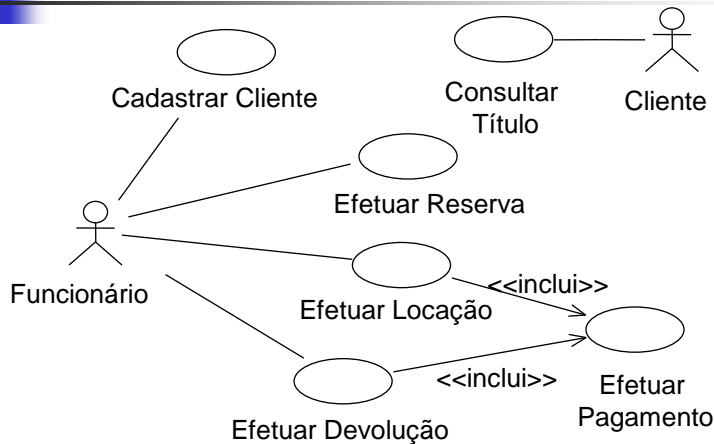 Cadastrar Cliente
Consultar
Título
Cliente
Efetuar Reserva
Funcionário
Efetuar Locação
<<inclui>>
<<inclui>>
Efetuar Devolução
Efetuar
Pagamento